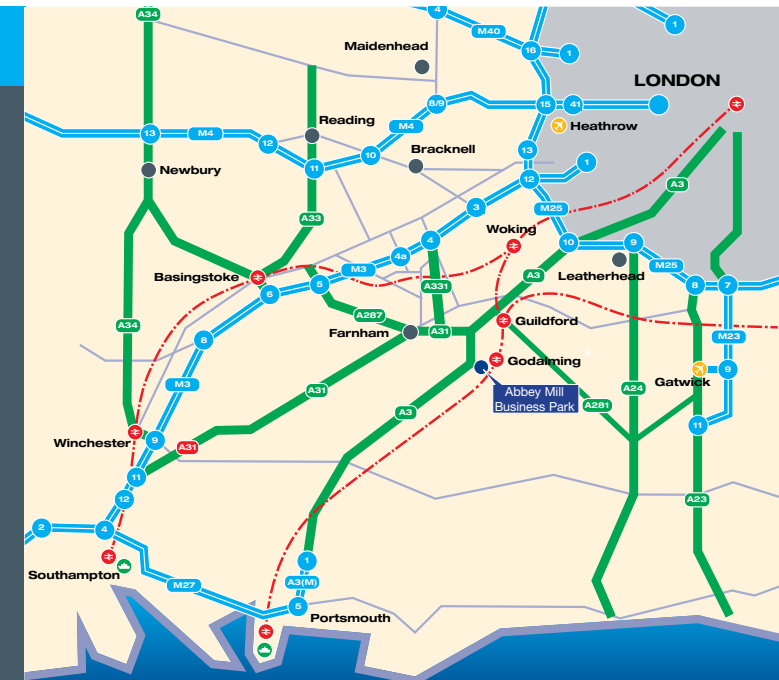 A34
4
M40
1
16
1
Maidenhead
LONDON
8/9
15
41
Reading
M4
Heathrow
13
M4
12
11
10
Bracknell
13
Newbury
12
1
A3
3
M25
A33
Woking
4
10
9
M25
4a
M3
Leatherhead
Basingstoke
A3
6
5
A331
8
7
A34
A287
Farnham
A31
Guildford
M23
8
Godalming
Gatwick
9
M3
A31
Abbey Mill
Business Park
A24
A3
A281
Winchester
9
A31
11
11
12
A23
2
4
Southampton
1
M27
A3(M)
5
Portsmouth